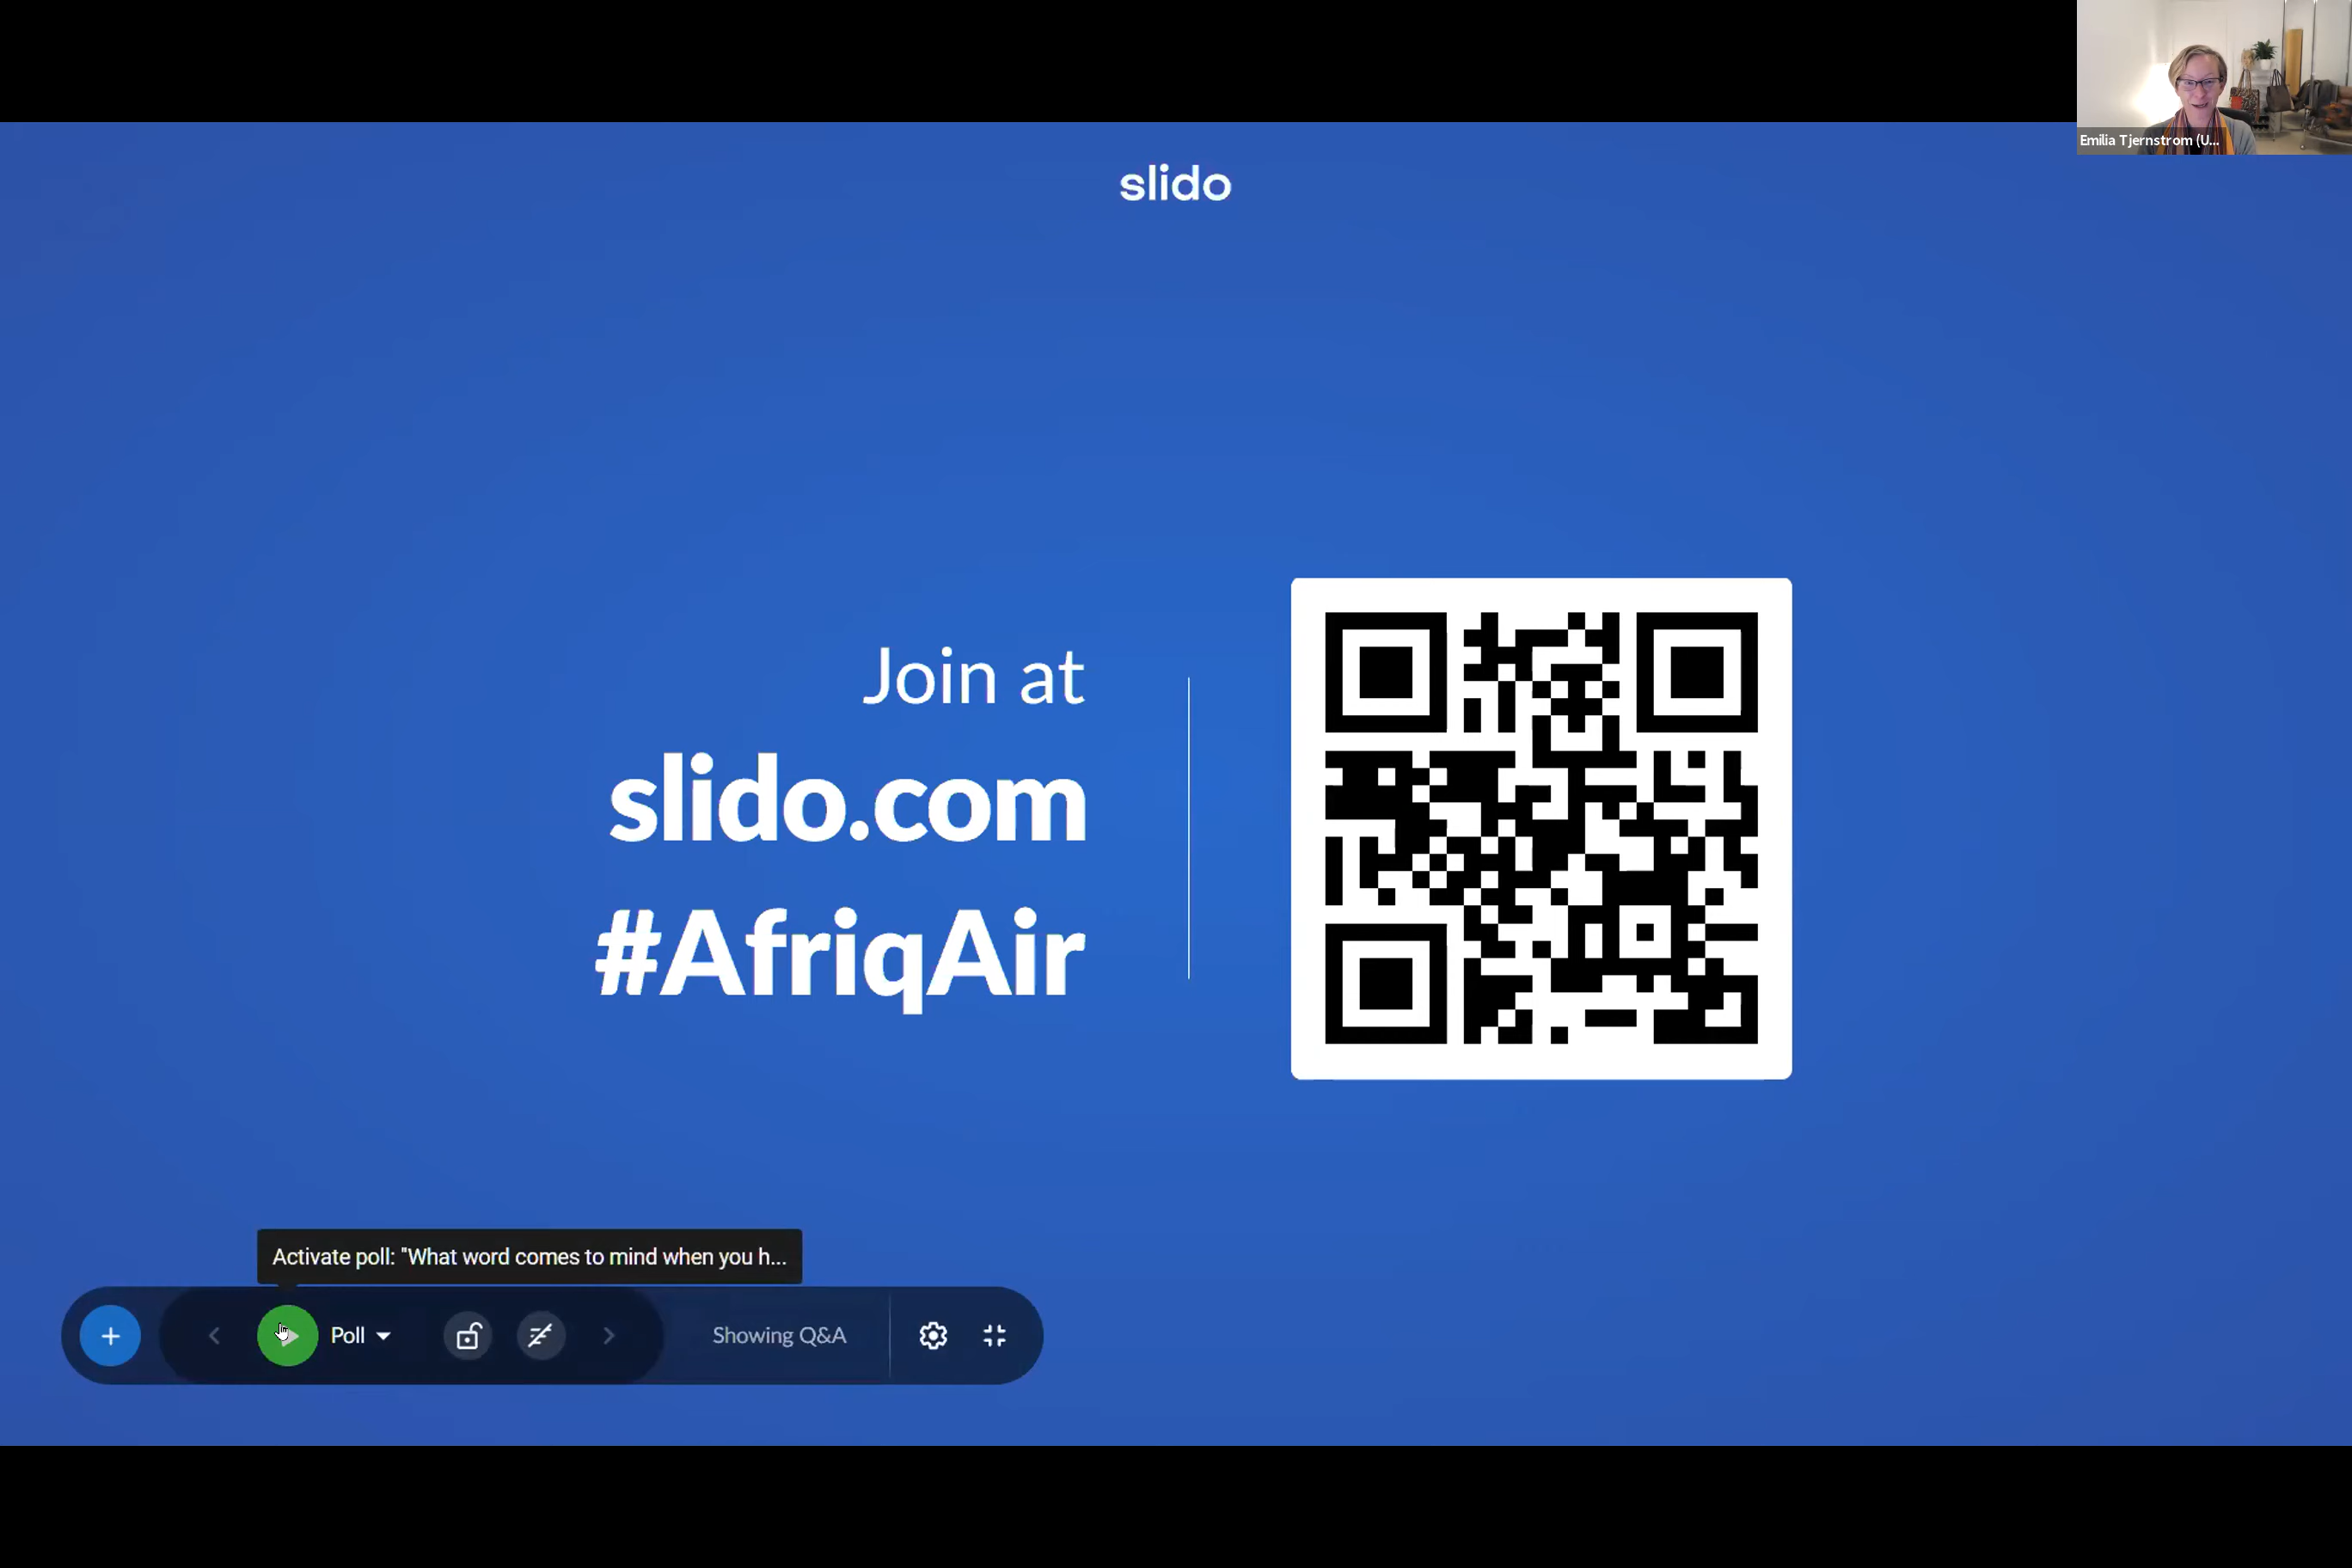 Emilia Tjernstrom (U...
slido
Join at
slido.com
#AfriqAir
Activate poll: "What word comes to mind when you h...
Poll
Showing Q&A